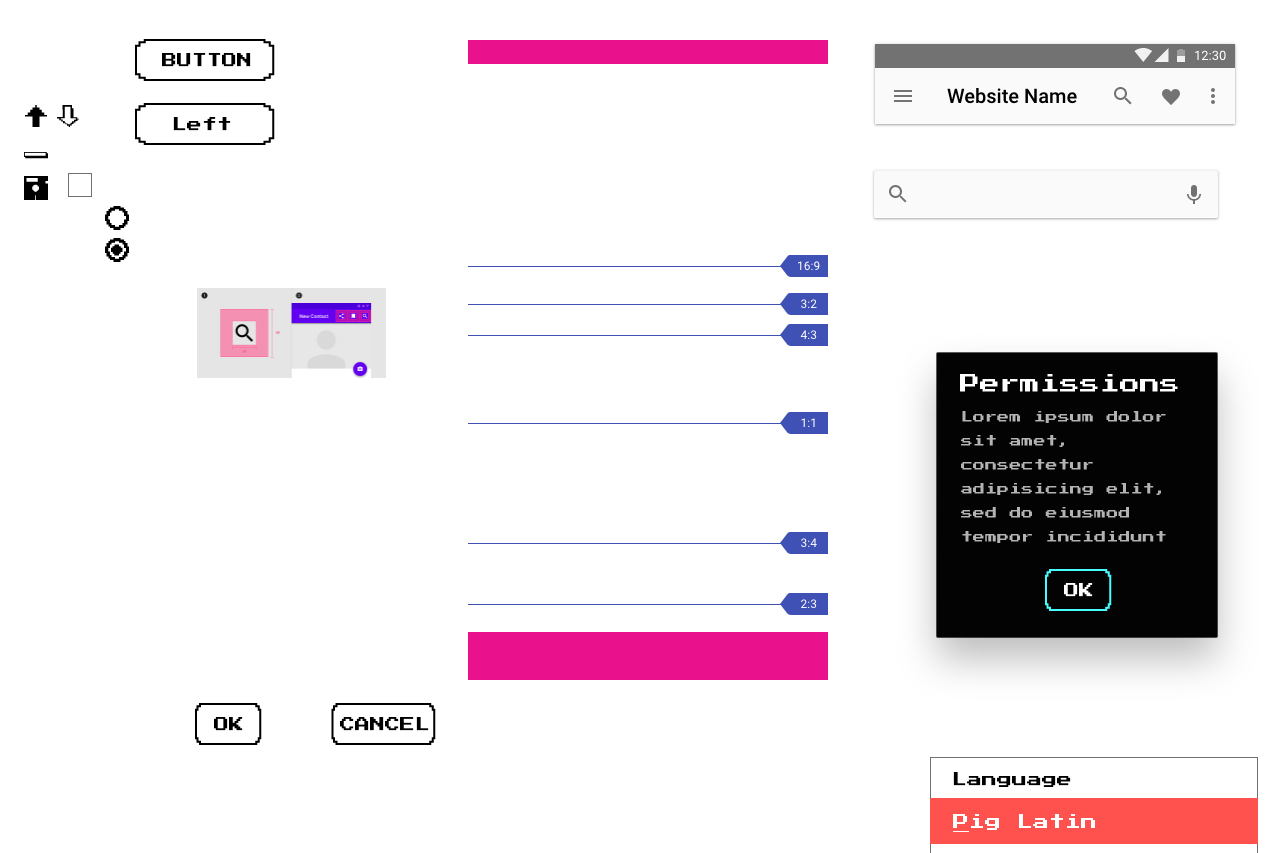 BUTTON
Left
New Contact
OK
CANCEL
16:9
3:2
4:3
1:1
3:4
2:3
12:30
Website Name
Permissions
Lorem ipsum dolor
sit amet,
consectetur
adipisicing elit,
sed do eiusmod
tempor incididunt
OK
Language
Pig Latin